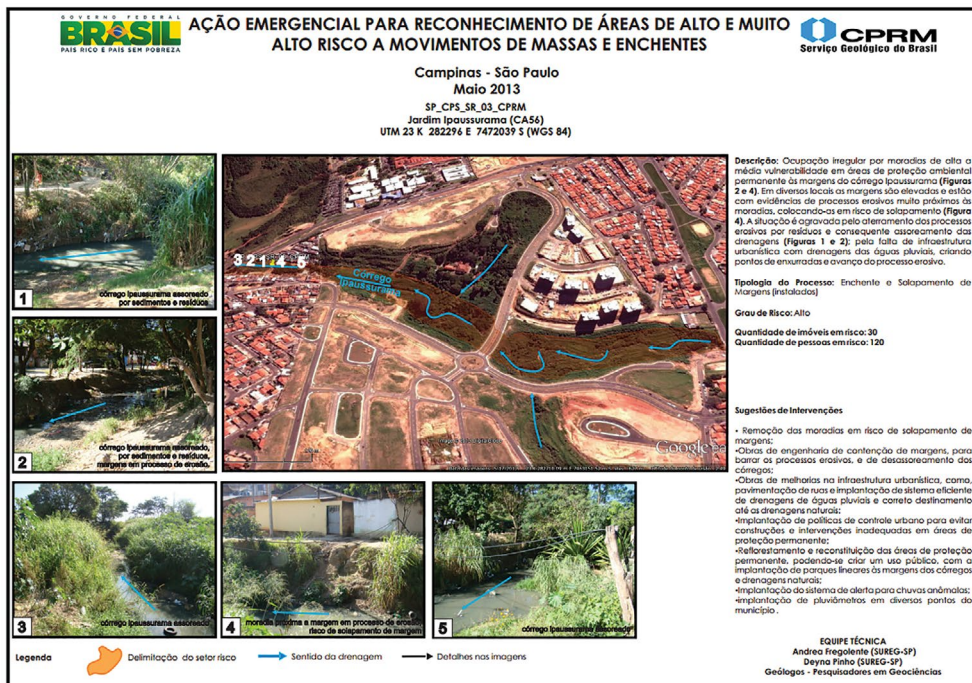 GOVERNO FEDERAL
BRASIL
PAÍS RICO É PAÍS SEM POBREZA
AÇÃO EMERGENCIAL PARA RECONHECIMENTO DE ÁREAS DE ALTO E MUITO
ALTO RISCO A MOVIMENTOS DE MASSAS E ENCHENTES
CPRM
Serviço Geológico do Brasil
Campinas - São Paulo
Maio 2013
SP_CPS_SR_03_CPRM
Jardim Ipaussurama (CA56)
UTM 23 K 282296 E 7472039 S (WGS 84)
1
córrego Ipaussurama assoreado
por sedimentos e resíduos
2
córrego Ipaussurama assoreado,
por sedimentos e resíduos,
margens em processo de erosão.
3
córrego Ipaussurama assoreado
3 2 1 4 5
Córrego
Ipaussurama
Google
4
moradia próxima a margem em processo de erosão,
risco de solapamento de margem
5
córrego Ipaussurama assoreado
Descrição: Ocupação irregular por moradias de alta a
média vulnerabilidade em áreas de proteção ambiental
permanente às margens do córrego Ipaussurama (Figuras
2 e 4). Em diversos locais as margens são elevadas e estão
com evidências de processos erosivos muito próximos às
moradias, colocando-as em risco de solapamento (Figura
4). A situação é agravada pelo aterramento dos processos
erosivos por resíduos e consequente assoreamento das
drenagens (Figuras 1 e 2); pela falta de infraestrutura
urbanística com drenagens das águas pluviais, criando
pontos de enxurradas e avanço do processo erosivo.
Tipologia do Processo: Enchente e Solapamento de
Margens (instalados)
Grau de Risco: Alto
Quantidade de imóveis em risco: 30
Quantidade de pessoas em risco: 120
Sugestões de Intervenções
• Remoção das moradias em risco de solapamento de
margens;
•Obras de engenharia de contenção de margens, para
barrar os processos erosivos, e de desassoreamento dos
córregos;
•Obras de melhorias na infraestrutura urbanística, como,
pavimentação de ruas e implantação de sistema eficiente
de drenagens de águas pluviais e correto destinamento
até as drenagens naturais;
•Implantação de políticas de controle urbano para evitar
construções e intervenções inadequadas em áreas de
proteção permanente;
•Reflorestamento e reconstituição das áreas de proteção
permanente, podendo-se criar um uso público, com a
implantação de parques lineares às margens dos córregos
e drenagens naturais;
•Implantação do sistema de alerta para chuvas anômalas;
•implantação de pluviâmetros em diversos pontos do
município .
EQUIPE TÉCNICA
Andrea Fregolente (SUREG-SP)
Deyna Pinho (SUREG-SP)
Geólogos - Pesquisadores em Geociências
Legenda
Delimitação do setor risco
Sentido da drenagem
Detalhes nas imagens